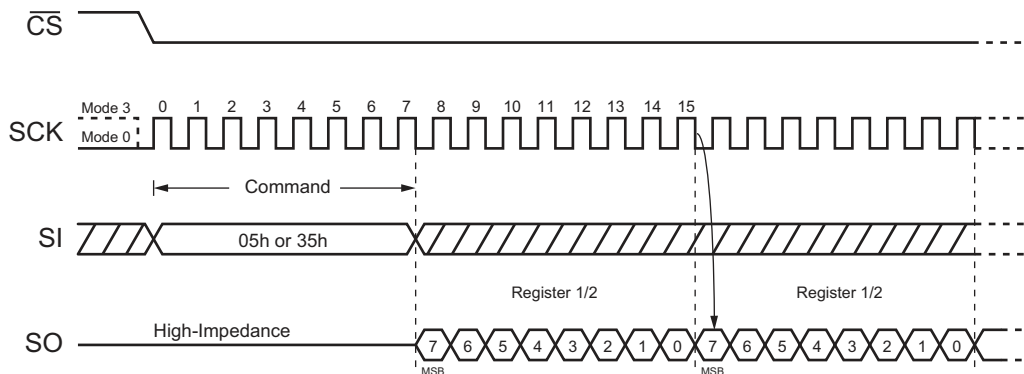 CS
Mode 3
0 1 2 3 4 5 6 7 8 9 10 11 12 13 14 15
SCK
Mode 0
Command
SI
05h or 35h
Register 1/2 Register 1/2
High-Impedance
SO
7 6 5 4 3 2 1 0 7 6 5 4 3 2 1 0
MSB MSB